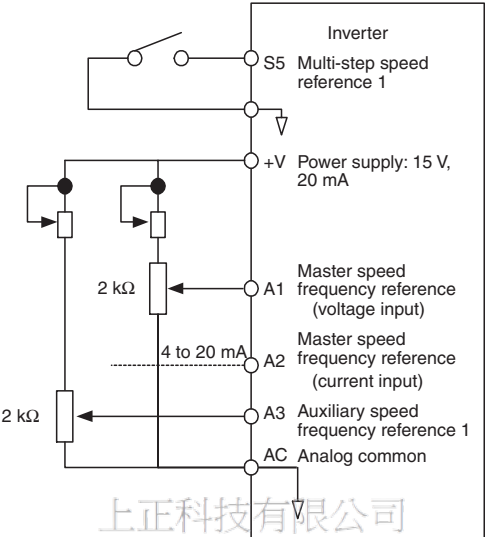 Inverter
S5 Multi-step speed
reference 1
+V Power supply: 15 V,
20 mA
2 kΩ
A1 Master speed
frequency reference
(voltage input)
4 to 20 mA
A2 Master speed
frequency reference
(current input)
2 kΩ
A3 Auxiliary speed
frequency reference 1
AC Analog common
上正科技有限公司